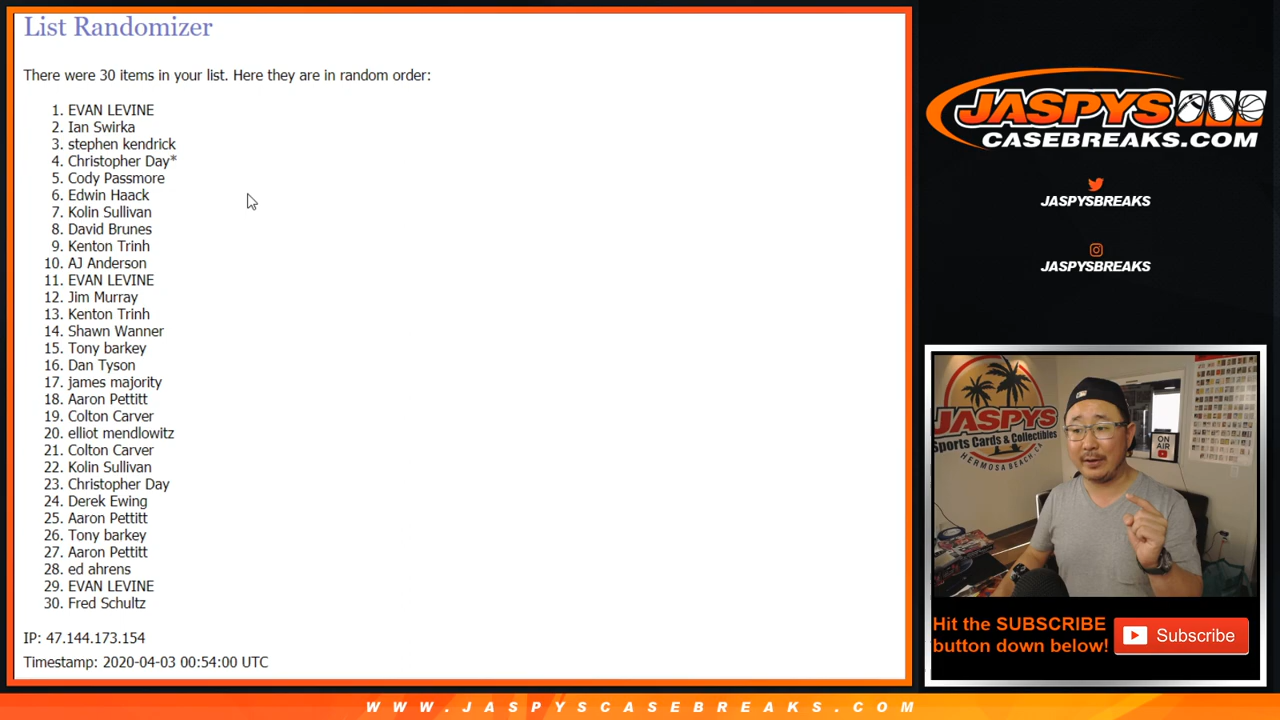 List Randomizer
There were 30 items in your list. Here they are in random order:
1. EVAN LEVINE
2. Ian Swirka
3. stephen kendrick
4. Christopher Day*
5. Cody Passmore
6. Edwin Haack
7. Kolin Sullivan
8. David Brunes
9. Kenton Trinh
10. AJ Anderson
11. EVAN LEVINE
12. Jim Murray
13. Kenton Trinh
14. Shawn Wanner
15. Tony barkey
16. Dan Tyson
17. james majority
18. Aaron Pettitt
19. Colton Carver
20. elliot mendlowitz
21. Colton Carver
22. Kolin Sullivan
23. Christopher Day
24. Derek Ewing
25. Aaron Pettitt
26. Tony barkey
27. Aaron Pettitt
28. ed ahrens
29. EVAN LEVINE
30. Fred Schultz
IP: 47.144.173.154
Timestamp: 2020-04-03 00:54:00 UTC
JASPYS
CASEBREAKS.COM
JASPYSBREAKS
JASPYSBREAKS
JASPYS
Sports Cards & Collectibles
HERMOSA BEACH, CA
ON
AIR
Hit the SUBSCRIBE
button down below!
Subscribe
WWW.JASPYSCASEBREAKS.COM